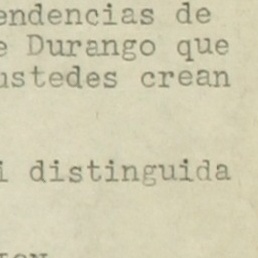 endencias de
e Durango que
ustedes crean
i distinguida